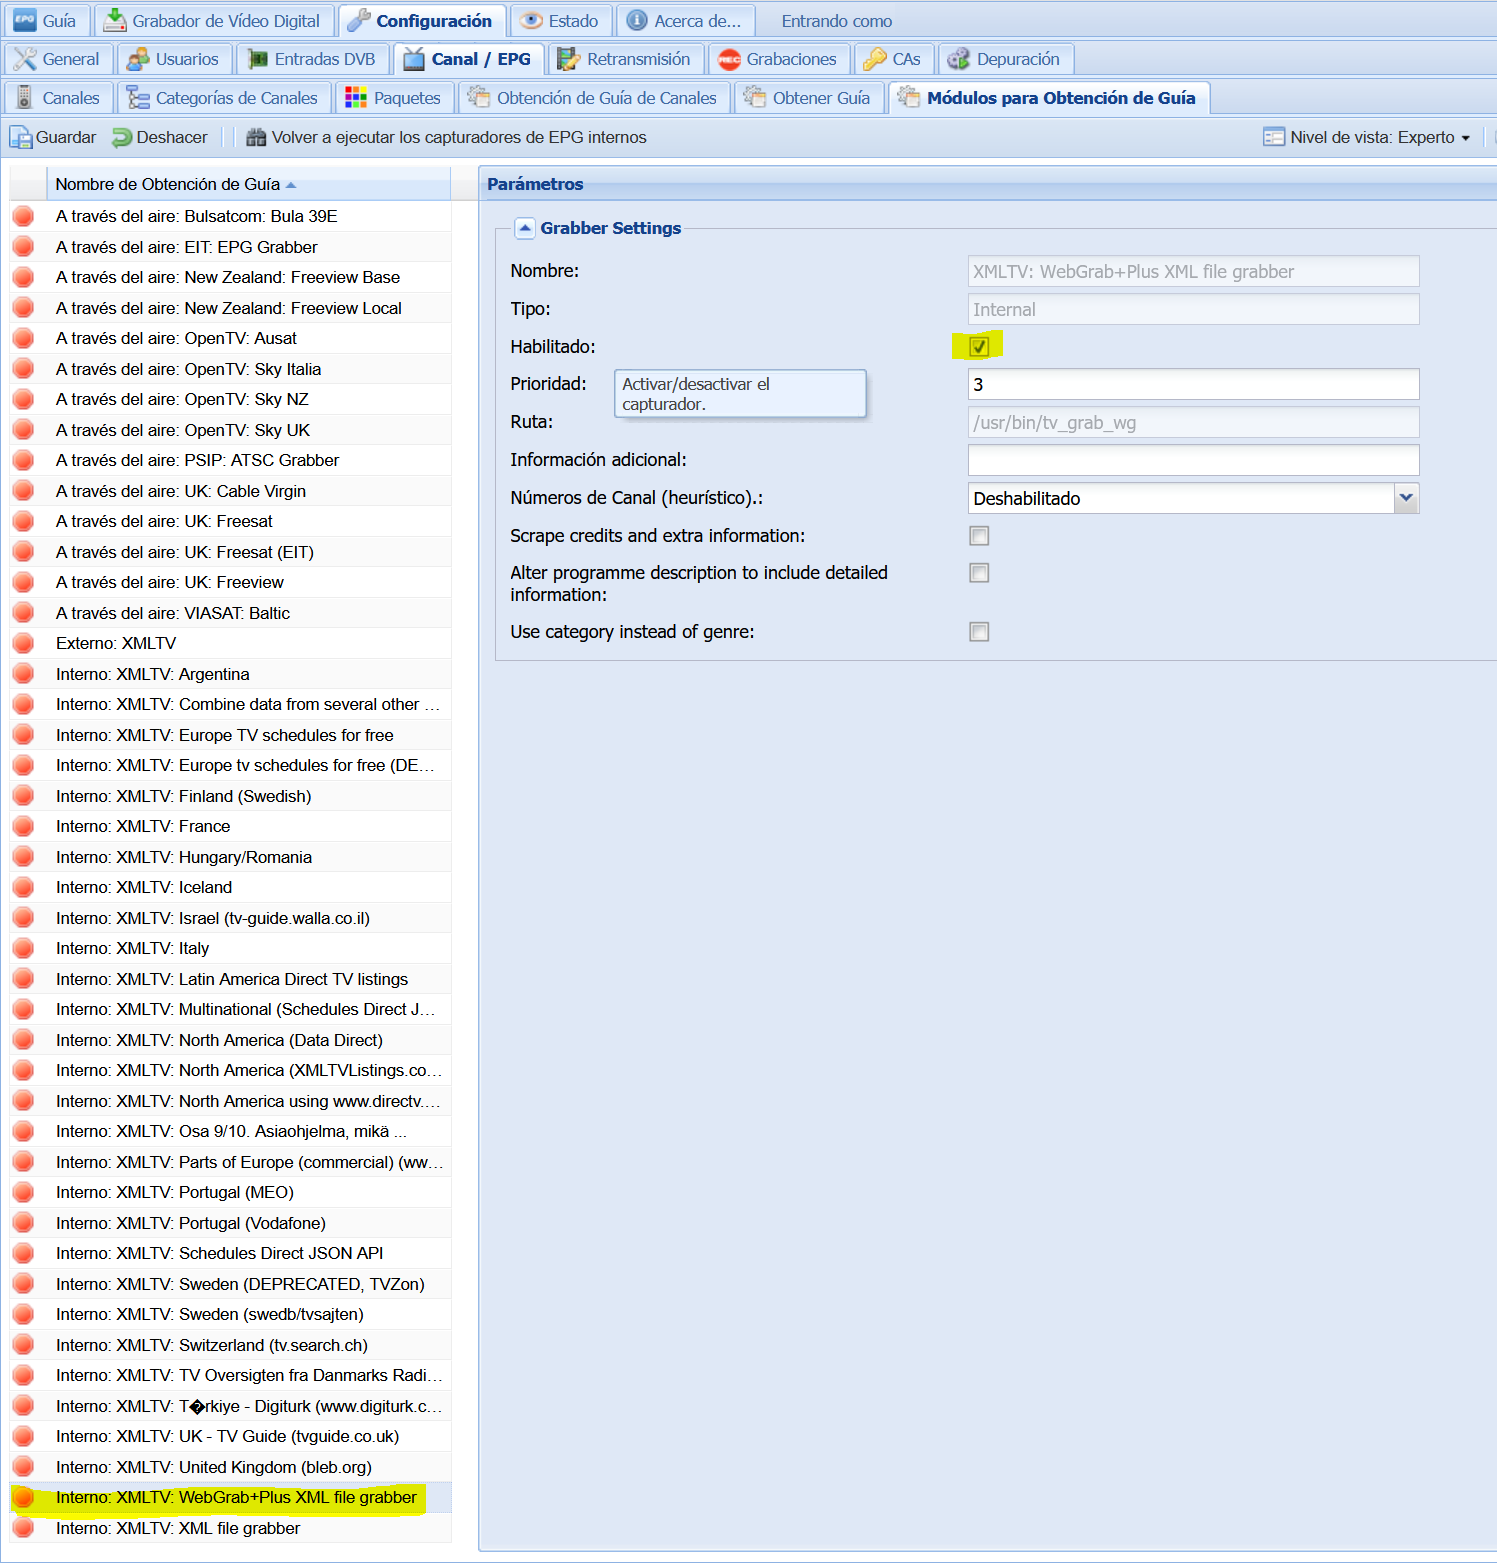 EPG Guía
Grabador de Vídeo Digital
Configuración
Estado
Acerca de...
Entrando como
General
Usuarios
Entradas DVB
Canal / EPG
Retransmisión
REC Grabaciones
CAs
Depuración
Canales
Categorías de Canales
Paquetes
Obtención de Guía de Canales
Obtener Guía
Módulos para Obtención de Guía
Guardar
Deshacer
Volver a ejecutar los capturadores de EPG internos
Nivel de vista: Experto
Nombre de Obtención de Guía
A través del aire: Bulsatcom: Bula 39E
A través del aire: EIT: EPG Grabber
A través del aire: New Zealand: Freeview Base
A través del aire: New Zealand: Freeview Local
A través del aire: OpenTV: Ausat
A través del aire: OpenTV: Sky Italia
A través del aire: OpenTV: Sky NZ
A través del aire: OpenTV: Sky UK
A través del aire: PSIP: ATSC Grabber
A través del aire: UK: Cable Virgin
A través del aire: UK: Freesat
A través del aire: UK: Freesat (EIT)
A través del aire: UK: Freeview
A través del aire: VIASAT: Baltic
Externo: XMLTV
Interno: XMLTV: Argentina
Interno: XMLTV: Combine data from several other ...
Interno: XMLTV: Europe TV schedules for free
Interno: XMLTV: Europe tv schedules for free (DE...
Interno: XMLTV: Finland (Swedish)
Interno: XMLTV: France
Interno: XMLTV: Hungary/Romania
Interno: XMLTV: Iceland
Interno: XMLTV: Israel (tv-guide.walla.co.il)
Interno: XMLTV: Italy
Interno: XMLTV: Latin America Direct TV listings
Interno: XMLTV: Multinational (Schedules Direct J...
Interno: XMLTV: North America (Data Direct)
Interno: XMLTV: North America (XMLTVListings.co...
Interno: XMLTV: North America using www.directv....
Interno: XMLTV: Osa 9/10. Asiaohjelma, mikä ...
Interno: XMLTV: Parts of Europe (commercial) (ww...
Interno: XMLTV: Portugal (MEO)
Interno: XMLTV: Portugal (Vodafone)
Interno: XMLTV: Schedules Direct JSON API
Interno: XMLTV: Sweden (DEPRECATED, TVZon)
Interno: XMLTV: Sweden (swedb/tvsajten)
Interno: XMLTV: Switzerland (tv.search.ch)
Interno: XMLTV: TV Oversigten fra Danmarks Radi...
Interno: XMLTV: T�rkiye - Digiturk (www.digiturk.c...
Interno: XMLTV: UK - TV Guide (tvguide.co.uk)
Interno: XMLTV: United Kingdom (bleb.org)
Interno: XMLTV: WebGrab+Plus XML file grabber
Interno: XMLTV: XML file grabber
Parámetros
Grabber Settings
Nombre: XMLTV: WebGrab+Plus XML file grabber
Tipo: Internal
Habilitado:
Prioridad: 3
Activar/desactivar el
capturador.
Ruta: /usr/bin/tv_grab_wg
Información adicional:
Números de Canal (heurístico).: Deshabilitado
Scrape credits and extra information:
Alter programme description to include detailed
information:
Use category instead of genre: